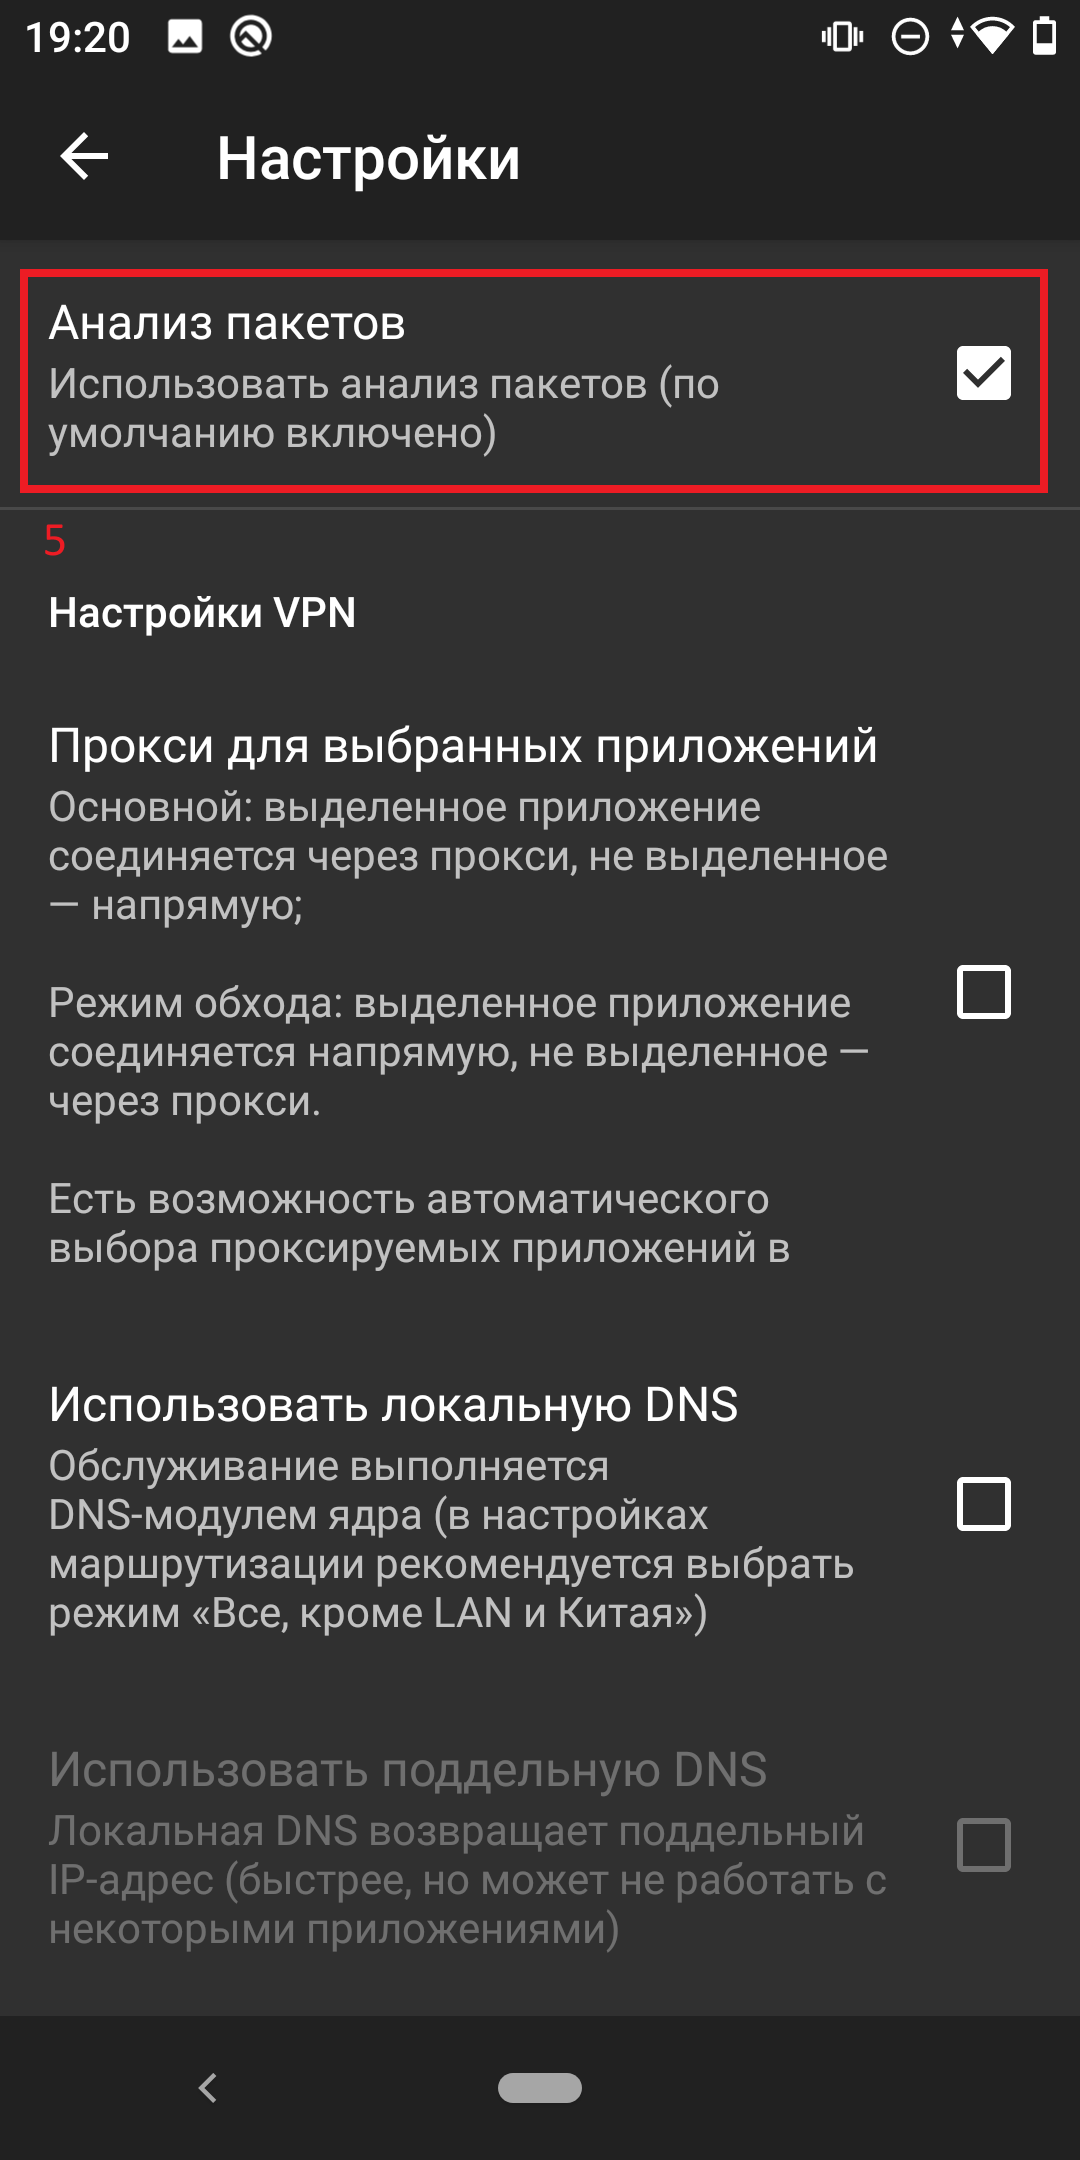 19:20
Настройки
Анализ пакетов
Использовать анализ пакетов (по
умолчанию включено)
5
Настройки VPN
Прокси для выбранных приложений
Основной: выделенное приложение
соединяется через прокси, не выделенное
— напрямую;
Режим обхода: выделенное приложение
соединяется напрямую, не выделенное —
через прокси.
Есть возможность автоматического
выбора проксируемых приложений в
Использовать локальную DNS
Обслуживание выполняется
DNS-модулем ядра (в настройках
маршрутизации рекомендуется выбрать
режим «Все, кроме LAN и Китая»)
Использовать поддельную DNS
Локальная DNS возвращает поддельный
IP-адрес (быстрее, но может не работать с
некоторыми приложениями)